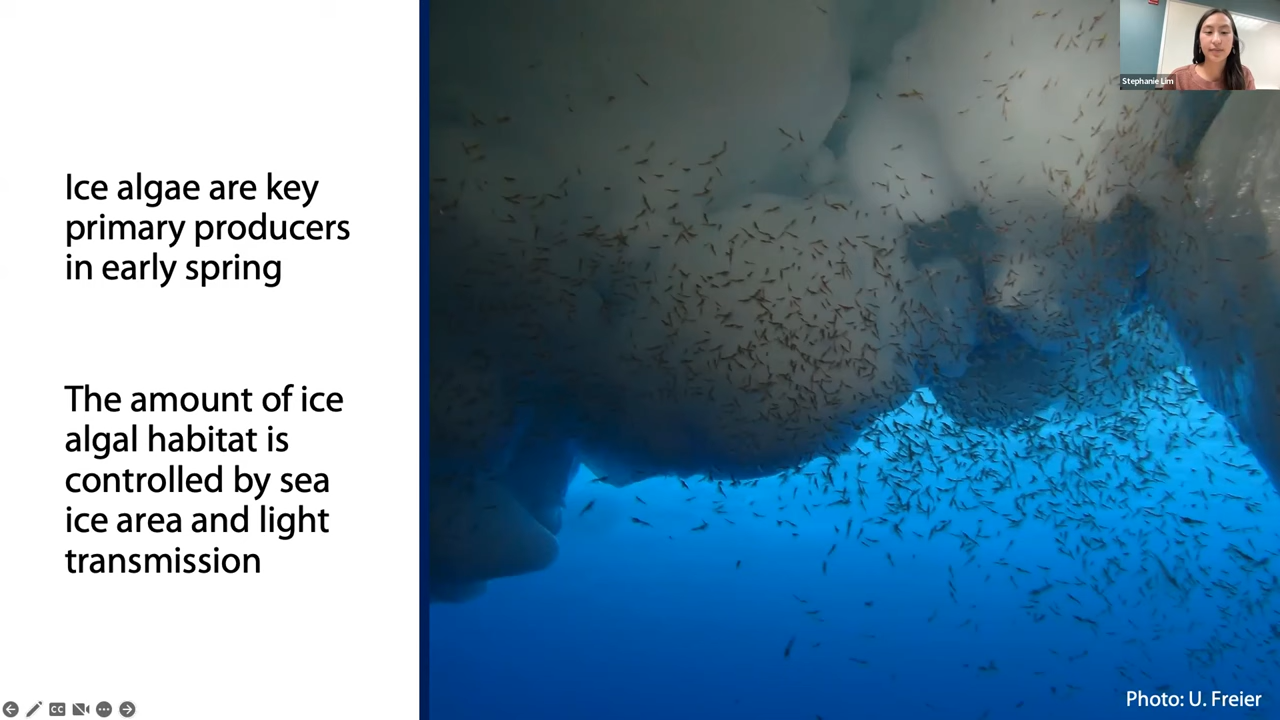 Ice algae are key
primary producers
in early spring
The amount of ice
algal habitat is
controlled by sea
ice area and light
transmission
Stephanie Lim
Photo: U. Freier
CC